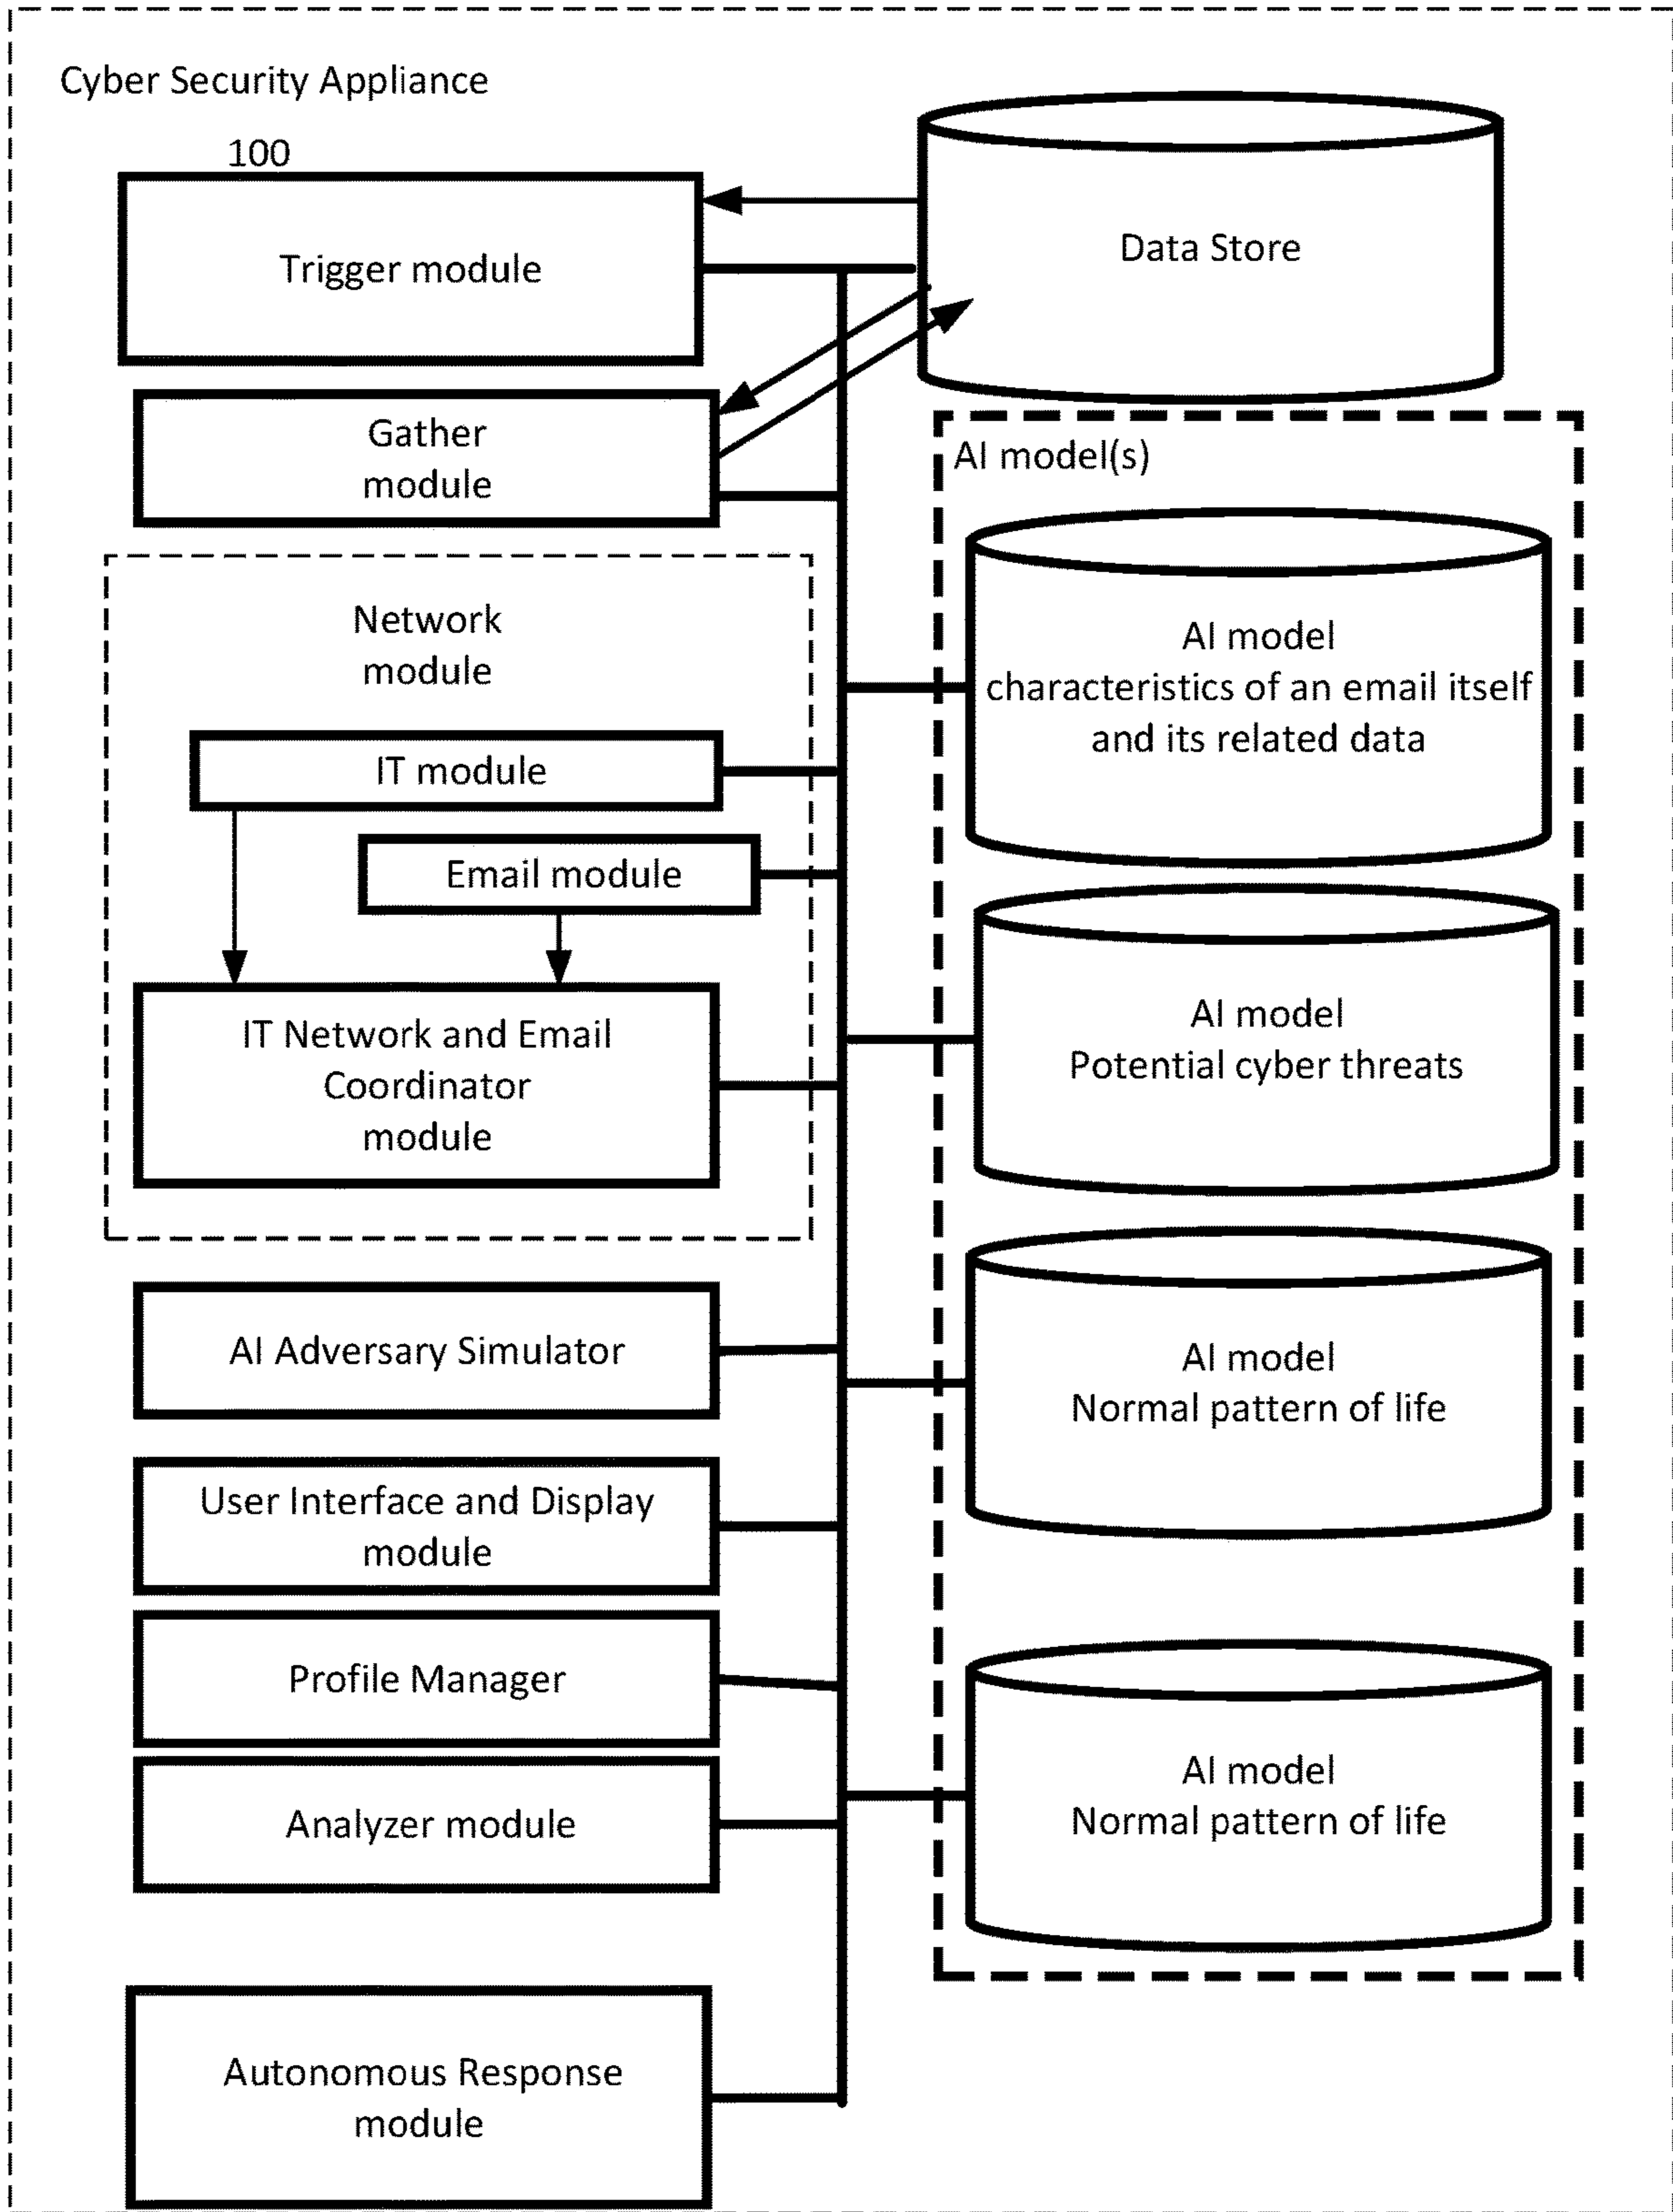 Cyber Security Appliance
100
Trigger module
Data Store
Gather
module
AI model(s)
Network
module
AI model
characteristics of an email itself
and its related data
IT module
Email module
IT Network and Email
Coordinator
module
AI model
Potential cyber threats
AI Adversary Simulator
AI model
Normal pattern of life
User Interface and Display
module
Profile Manager
Analyzer module
AI model
Normal pattern of life
Autonomous Response
module